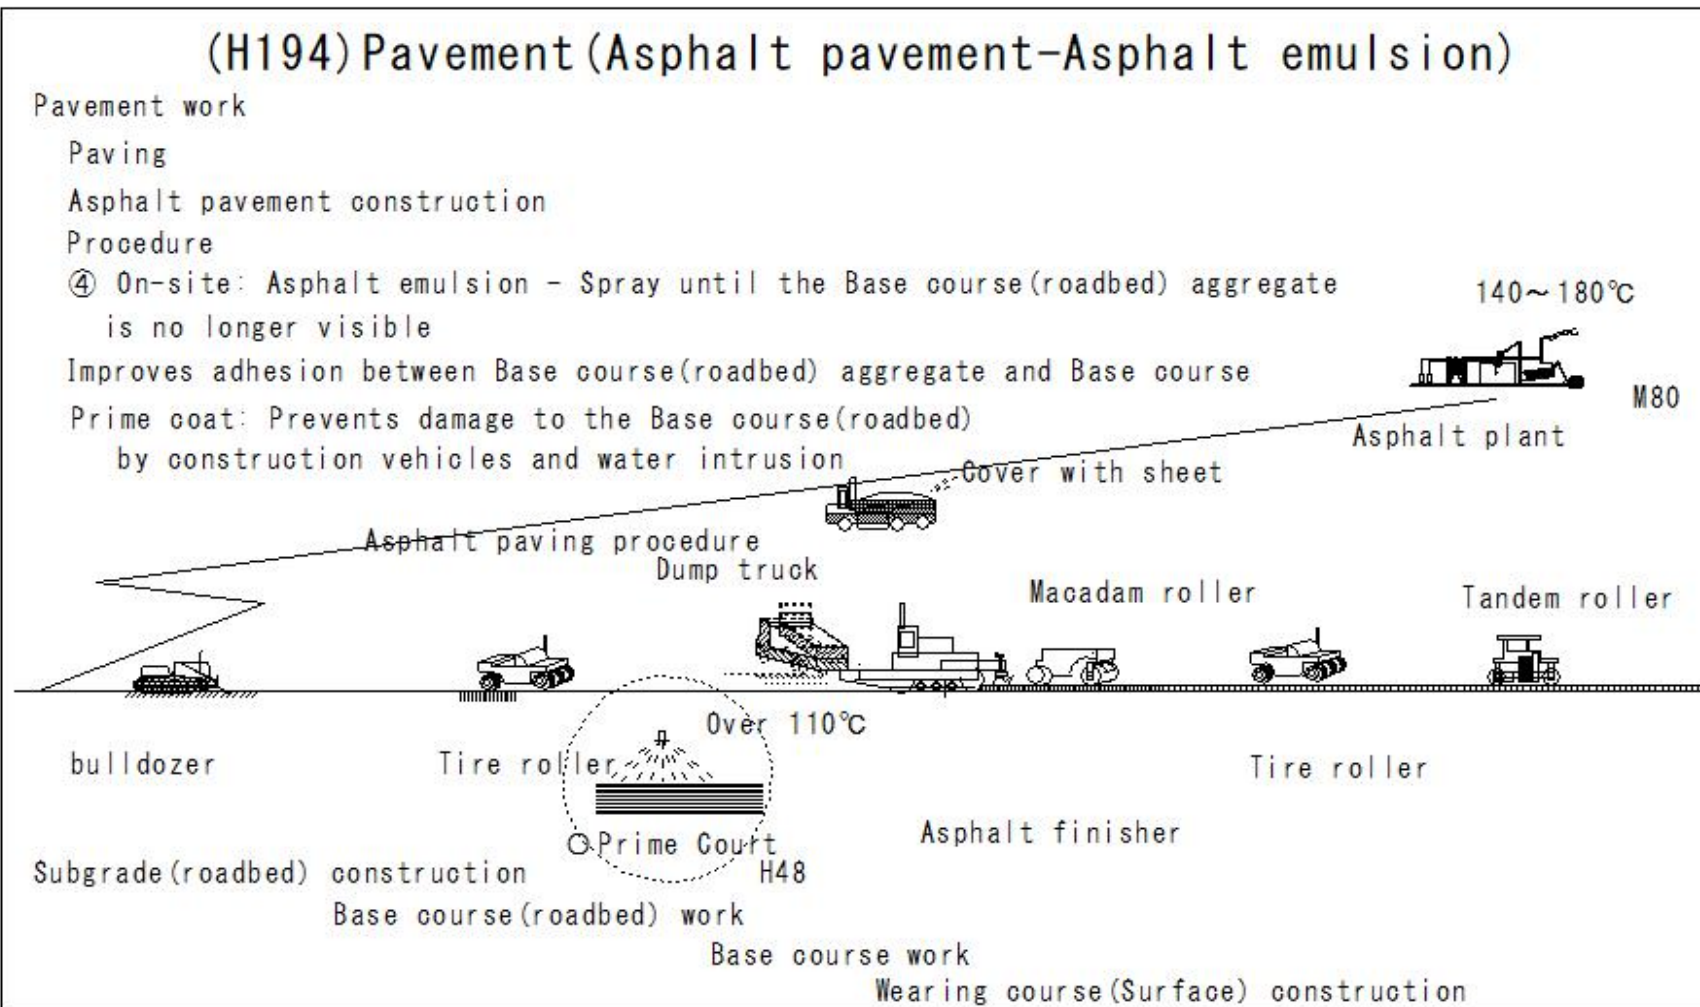 (H194)Pavement(Asphalt pavement-Asphalt emulsion)
Pavement work
Paving
Asphalt pavement construction
Procedure
④ On-site: Asphalt emulsion - Spray until the Base course(roadbed) aggregate
is no longer visible
140～180℃
Improves adhesion between Base course(roadbed) aggregate and Base course
M80
Prime coat: Prevents damage to the Base course(roadbed)
by construction vehicles and water intrusion
Asphalt plant
Cover with sheet
Asphalt paving procedure
Dump truck
Macadam roller
Tandem roller
Over 110℃
bulldozer
Tire roller
Tire roller
Asphalt finisher
○Prime Court
H48
Subgrade(roadbed) construction
Base course(roadbed) work
Base course work
Wearing course(Surface) construction